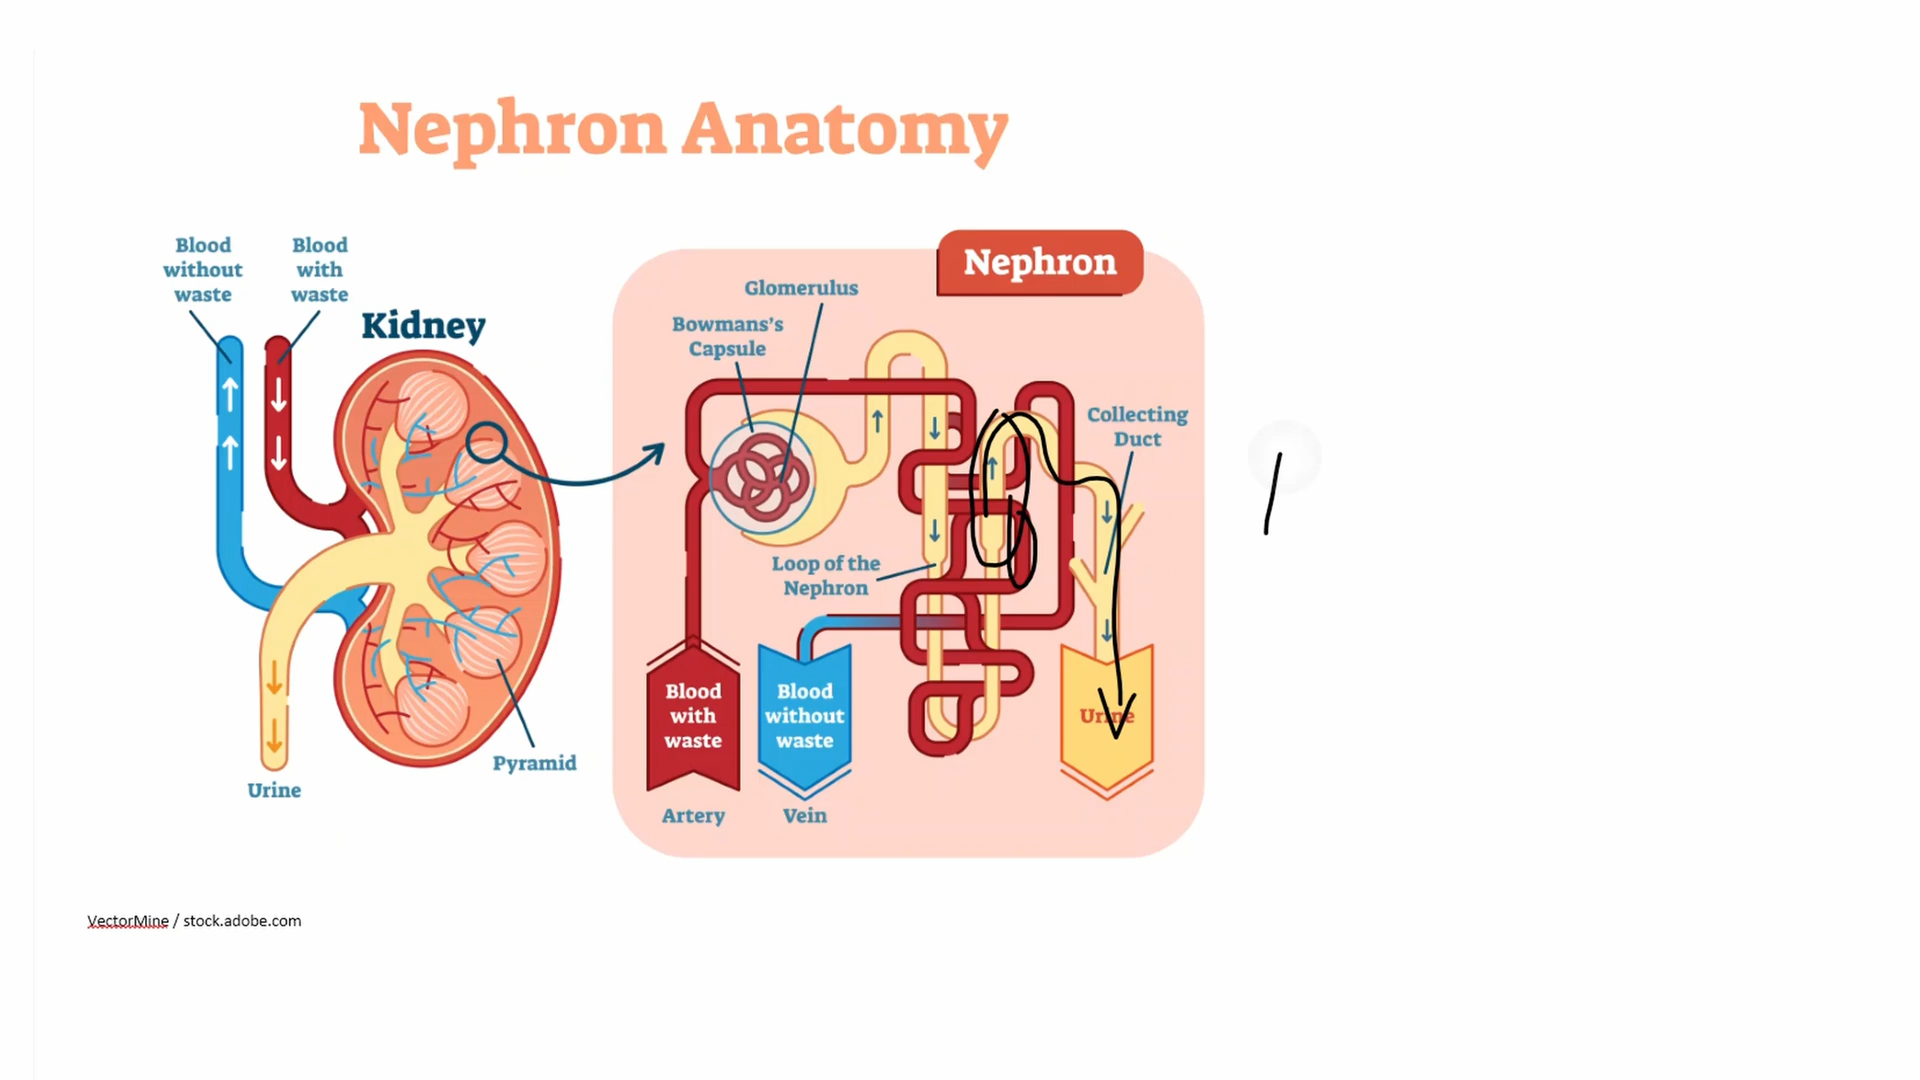 Nephron Anatomy
Blood
without
waste
Blood
with
waste
Kidney
Urine
Pyramid
Nephron
Glomerulus
Bowmans's
Capsule
Collecting
Duct
Loop of the
Nephron
Blood
with
waste
Artery
Blood
without
waste
Vein
Urine
VectorMine / stock.adobe.com